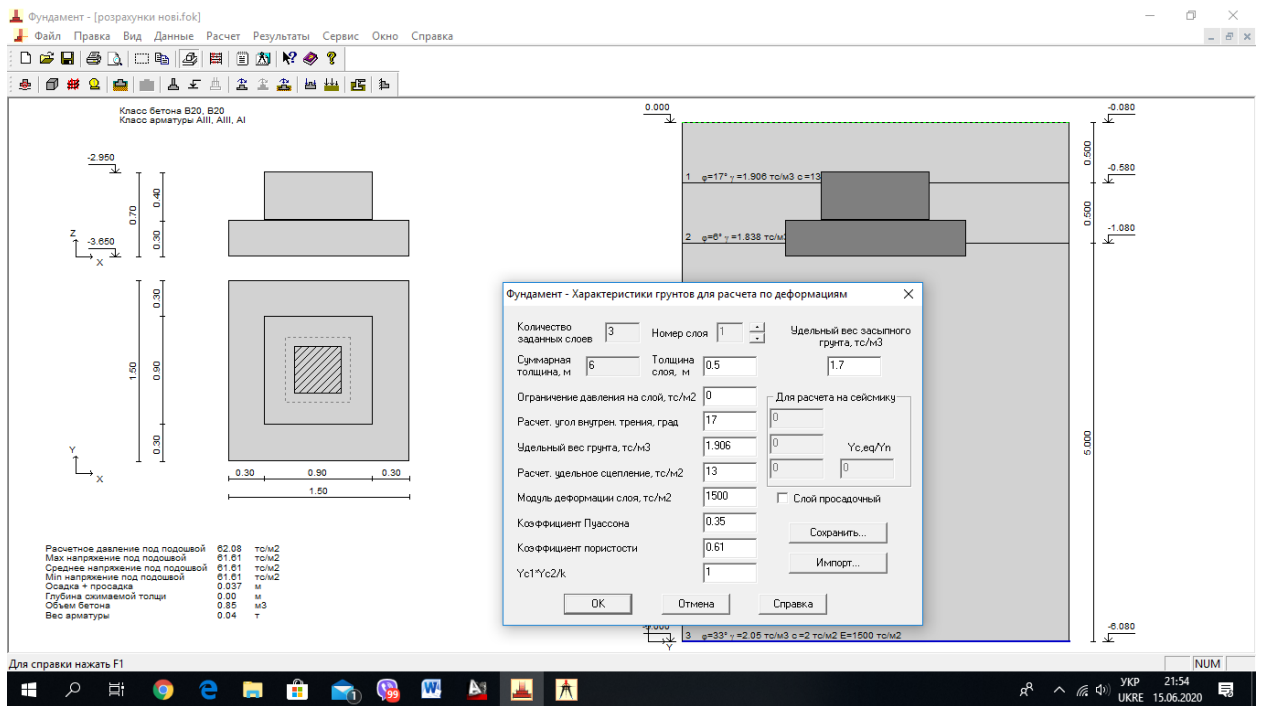 Фундамент - [розрахунки нові.fok]
Файл Правка Вид Данные Расчет Результаты Сервис Окно Справка
Класс бетона B20, B20
Класс арматуры AIII, AIII, AI
0.000
-0.080
-2.950
0.40
0.70
0.30
Z
-3.650
X
0.500
-0.580
1 φ=17° γ =1.906 тс/м3 с =13
0.500
-1.080
2 φ=6° γ =1.838 тс/м
0.30
1.50
0.90
0.30
Y
X
0.30 0.90 0.30
1.50
5.000
Фундамент - Характеристики грунтов для расчета по деформациям
Количество заданных слоев 3 Номер слоя 1
Удельный вес засыпного грунта, тс/м3
1.7
Суммарная толщина, м 6 Толщина слоя, м 0.5
Ограничение давления на слой, тс/м2 0
Для расчета на сейсмику
Расчет. угол внутрен. трения, град 17 0
Удельный вес грунта, тс/м3 1.906 0 Yc,eq/Yn
Расчет. удельное сцепление, тс/м2 13 0 0
Модуль деформации слоя, тс/м2 1500 Слой просадочный
Коэффициент Пуассона 0.35
Сохранить...
Коэффициент пористости 0.61
Импорт...
Yc1*Yc2/k 1
OK Отмена Справка
Расчетное давление под подошвой 62.08 тс/м2
Max напряжение под подошвой 61.61 тс/м2
Среднее напряжение под подошвой 61.61 тс/м2
Min напряжение под подошвой 61.61 тс/м2
Осадка + просадка 0.037 м
Глубина сжимаемой толщи 0.00 м
Объем бетона 0.85 м3
Вес арматуры 0.04 т
3 φ=33° γ =2.05 тс/м3 с =2 тс/м2 E=1500 тс/м2
-6.080
Y
Для справки нажать F1
NUM
99
1
УКР
UKRE
21:54
15.06.2020